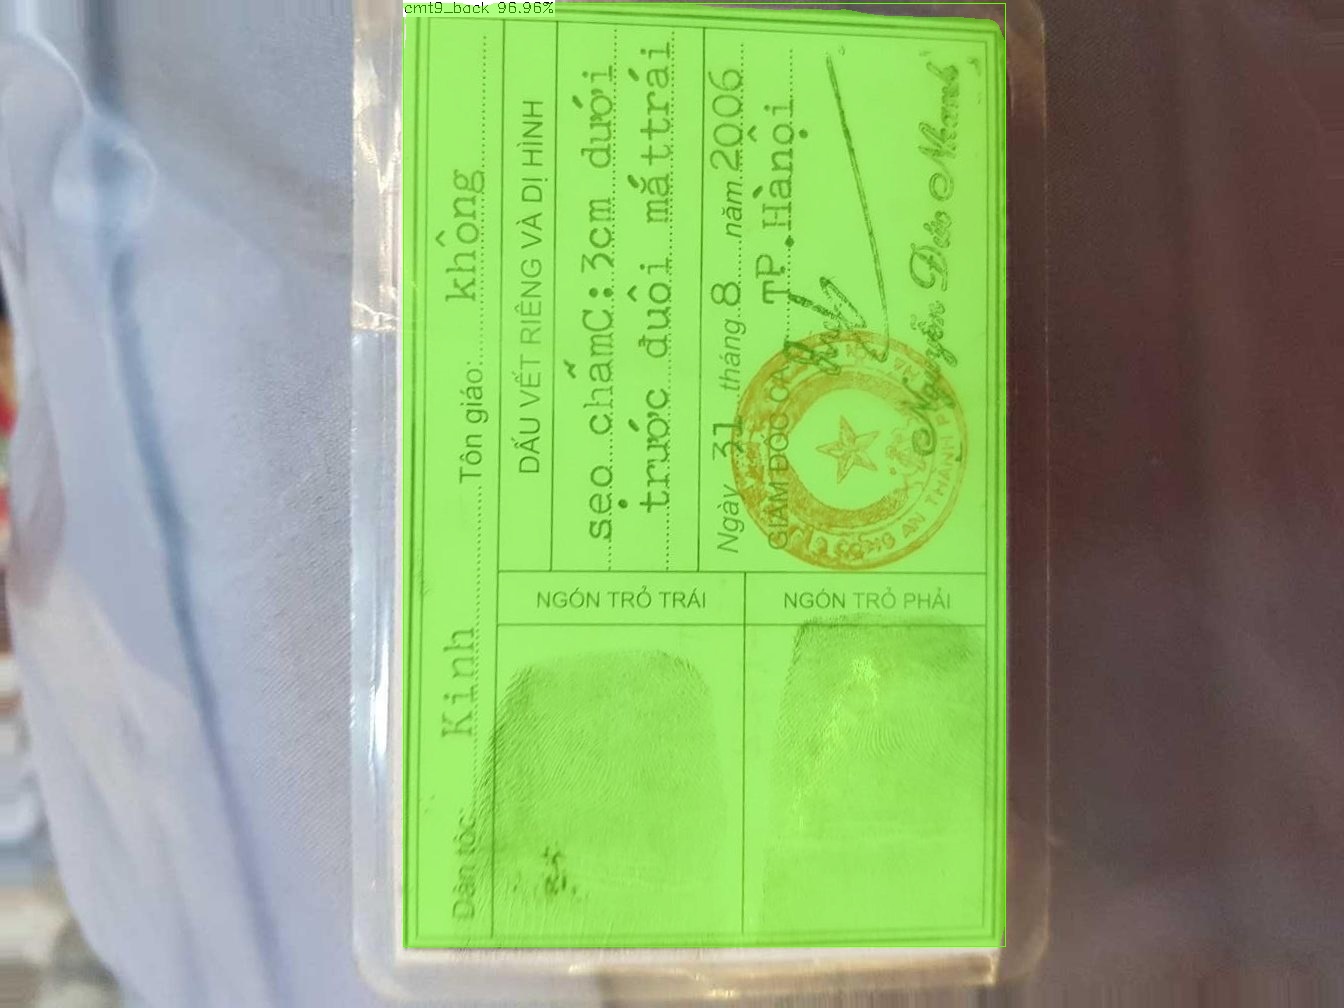 cmt9_back 96.96%
Dân tộc: Kinh Tôn giáo: không
DẤU VẾT RIÊNG VÀ DỊ HÌNH
sẹo chấmC:3cm dưới
trước đuôi mắttrái
Ngày 31 tháng 8 năm 2006
GIÁM ĐỐC CA TP.Hànội
Nguyễn Đức Nhanh
NGÓN TRỎ TRÁI
NGÓN TRỎ PHẢI